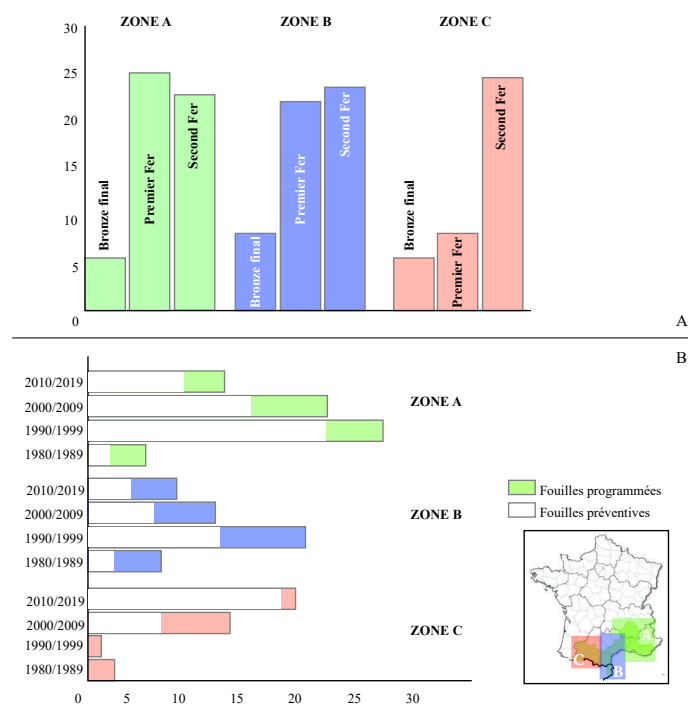 ZONE A ZONE B ZONE C
30
25
20
15
10
5
0
Bronze final
Premier Fer
Second Fer
Bronze final
Premier Fer
Second Fer
Bronze final
Premier Fer
Second Fer
A
B
2010/2019
2000/2009
1990/1999
1980/1989
ZONE A
2010/2019
2000/2009
1990/1999
1980/1989
ZONE B
2010/2019
2000/2009
1990/1999
1980/1989
ZONE C
0 5 10 15 20 25 30
Fouilles programmées
Fouilles préventives
A
C
B